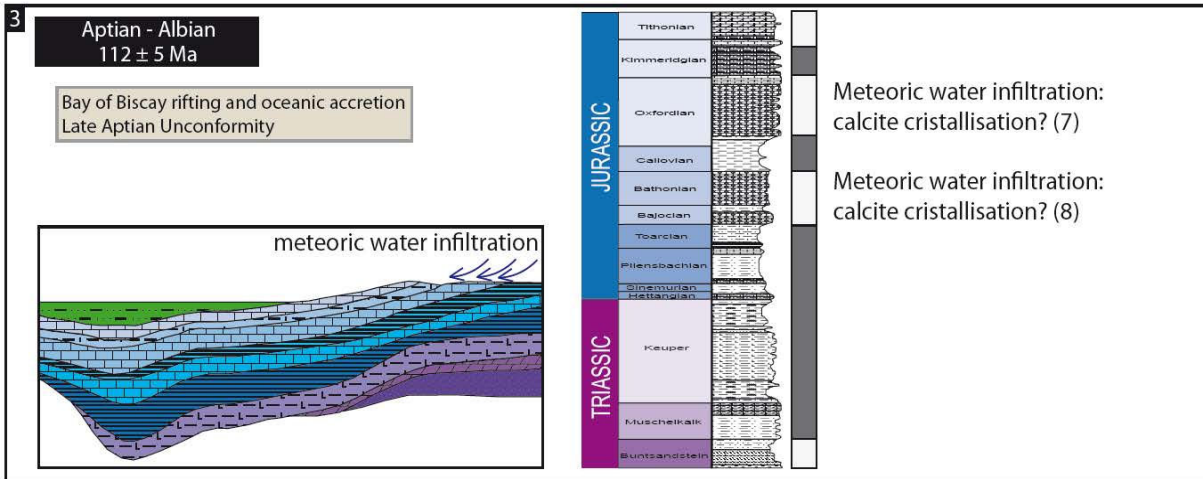 3
Aptian - Albian
112 ± 5 Ma
Bay of Biscay rifting and oceanic accretion
Late Aptian Unconformity
meteoric water infiltration
JURASSIC
Tithonian
Kimmeridgian
Oxfordian
Callovian
Bathonian
Bajocian
Toarcian
Pliensbachian
Sinemurian
Hettangian
TRIASSIC
Keuper
Muschelkalk
Buntsandstein
Meteoric water infiltration:
calcite cristallisation? (7)
Meteoric water infiltration:
calcite cristallisation? (8)